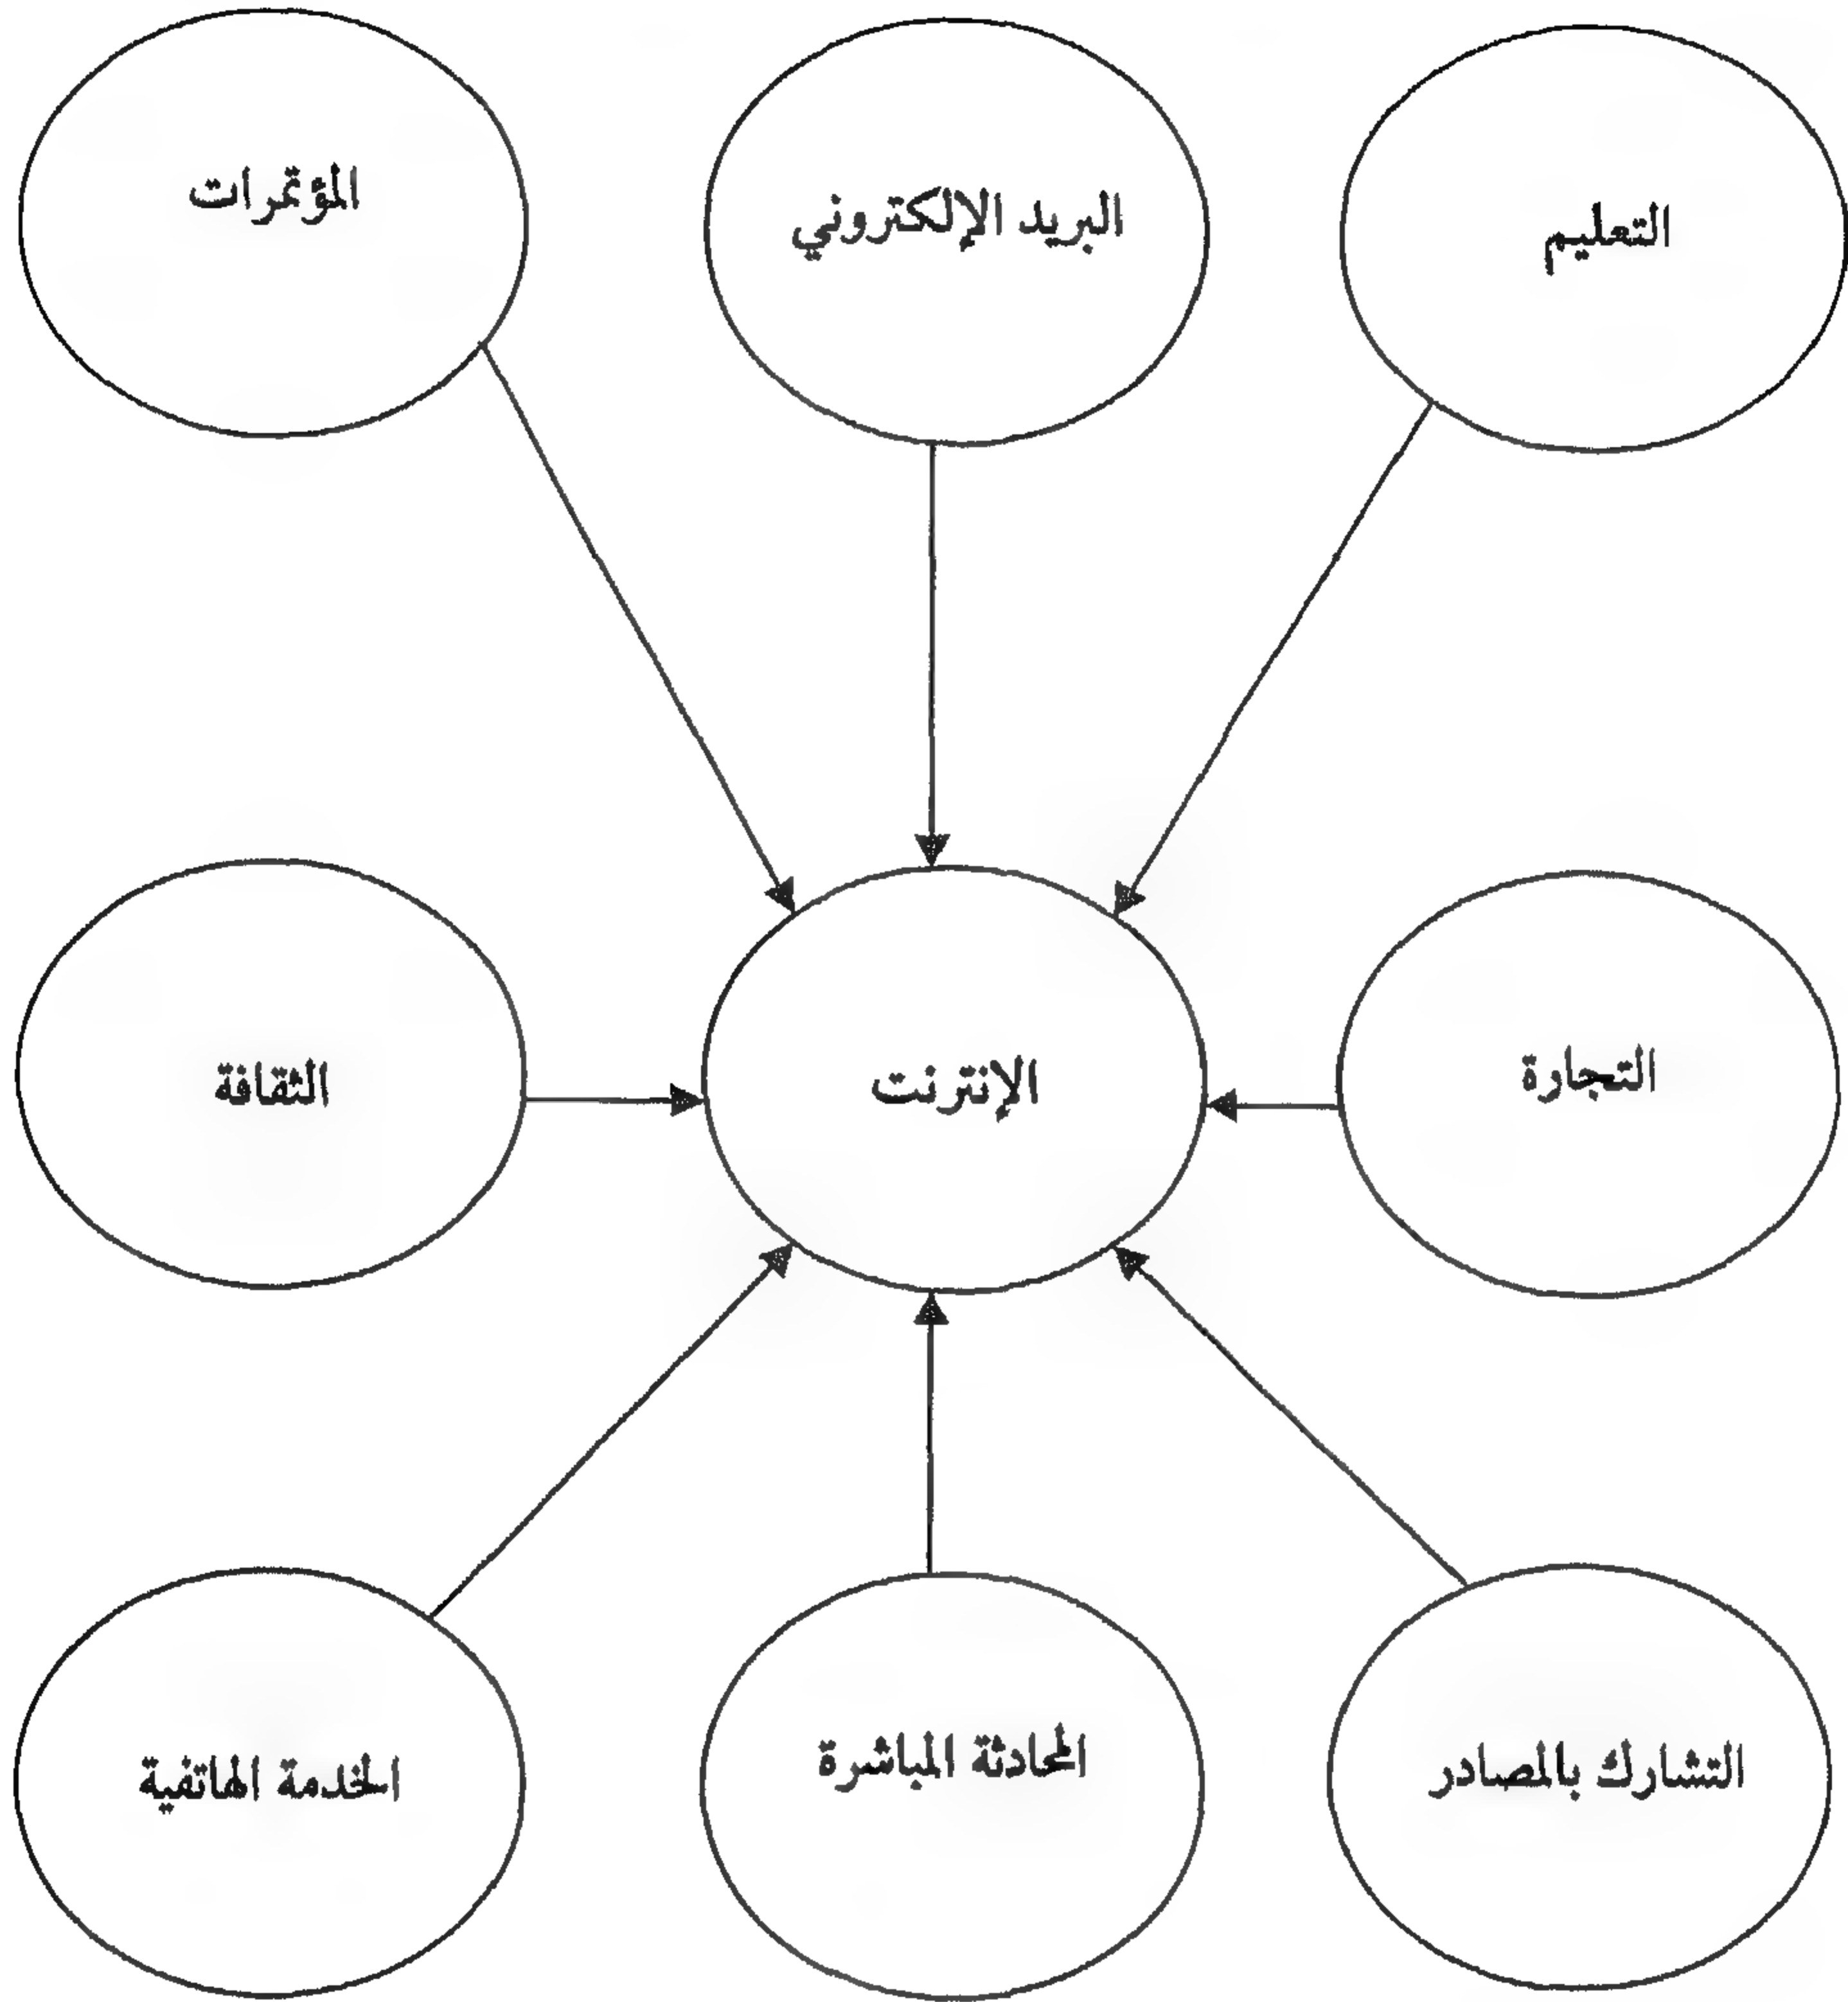 التعليم
البريد الإلكتروني
المؤتمرات
التجارة
الإنترنت
الثقافة
التشارك بالمصادر
المحادثة المباشرة
الخدمة الهاتفية